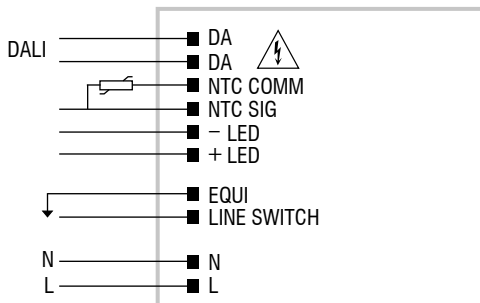 DALI
DA
DA
NTC COMM
NTC SIG
− LED
+ LED
EQUI
LINE SWITCH
N N
L L